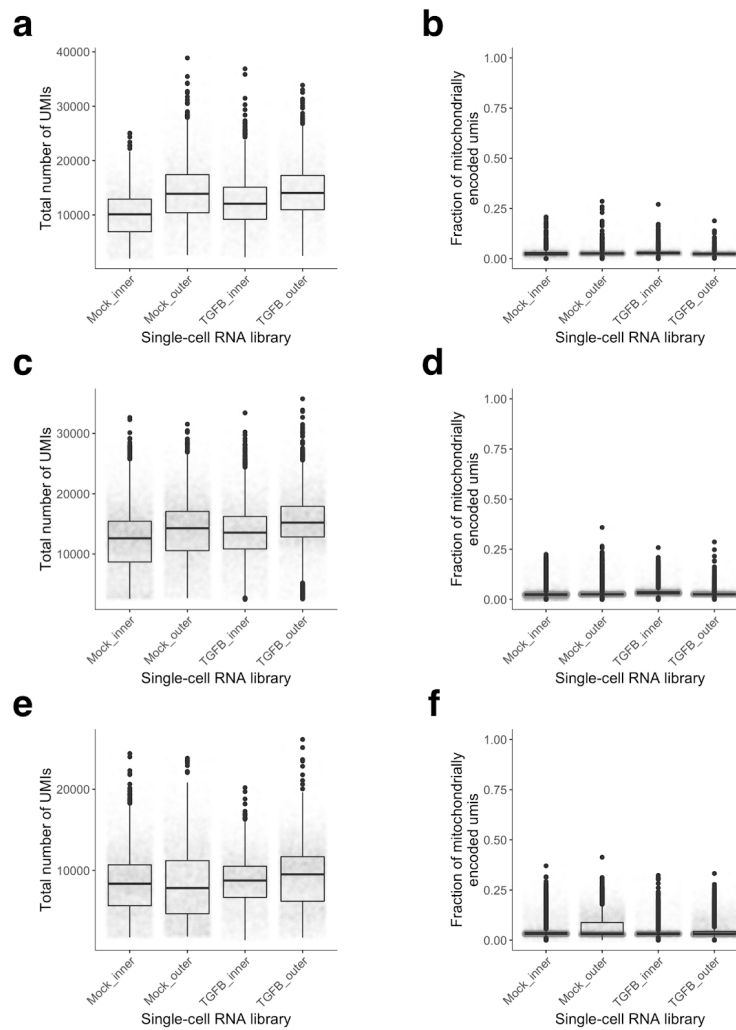 a
Total number of UMIs
40000
30000
20000
10000
Mock_inner
Mock_outer
TGFB_inner
TGFB_outer
Single-cell RNA library
b
Fraction of mitochondrially
encoded umis
1.00
0.75
0.50
0.25
0.00
Mock_inner
Mock_outer
TGFB_inner
TGFB_outer
Single-cell RNA library
c
Total number of UMIs
30000
20000
10000
Mock_inner
Mock_outer
TGFB_inner
TGFB_outer
Single-cell RNA library
d
Fraction of mitochondrially
encoded umis
1.00
0.75
0.50
0.25
0.00
Mock_inner
Mock_outer
TGFB_inner
TGFB_outer
Single-cell RNA library
e
Total number of UMIs
20000
10000
Mock_inner
Mock_outer
TGFB_inner
TGFB_outer
Single-cell RNA library
f
Fraction of mitochondrially
encoded umis
1.00
0.75
0.50
0.25
0.00
Mock_inner
Mock_outer
TGFB_inner
TGFB_outer
Single-cell RNA library